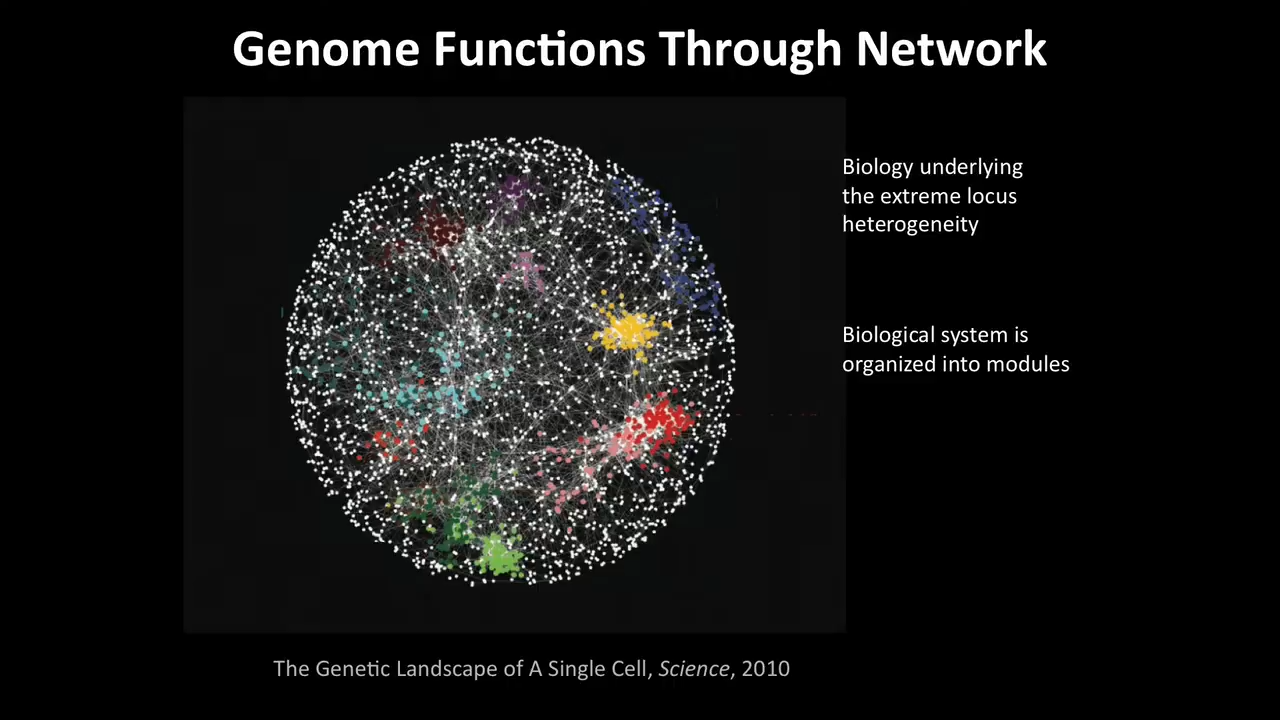 Genome Functions Through Network
Biology underlying
the extreme locus
heterogeneity
Biological system is
organized into modules
The Genetic Landscape of A Single Cell, Science, 2010